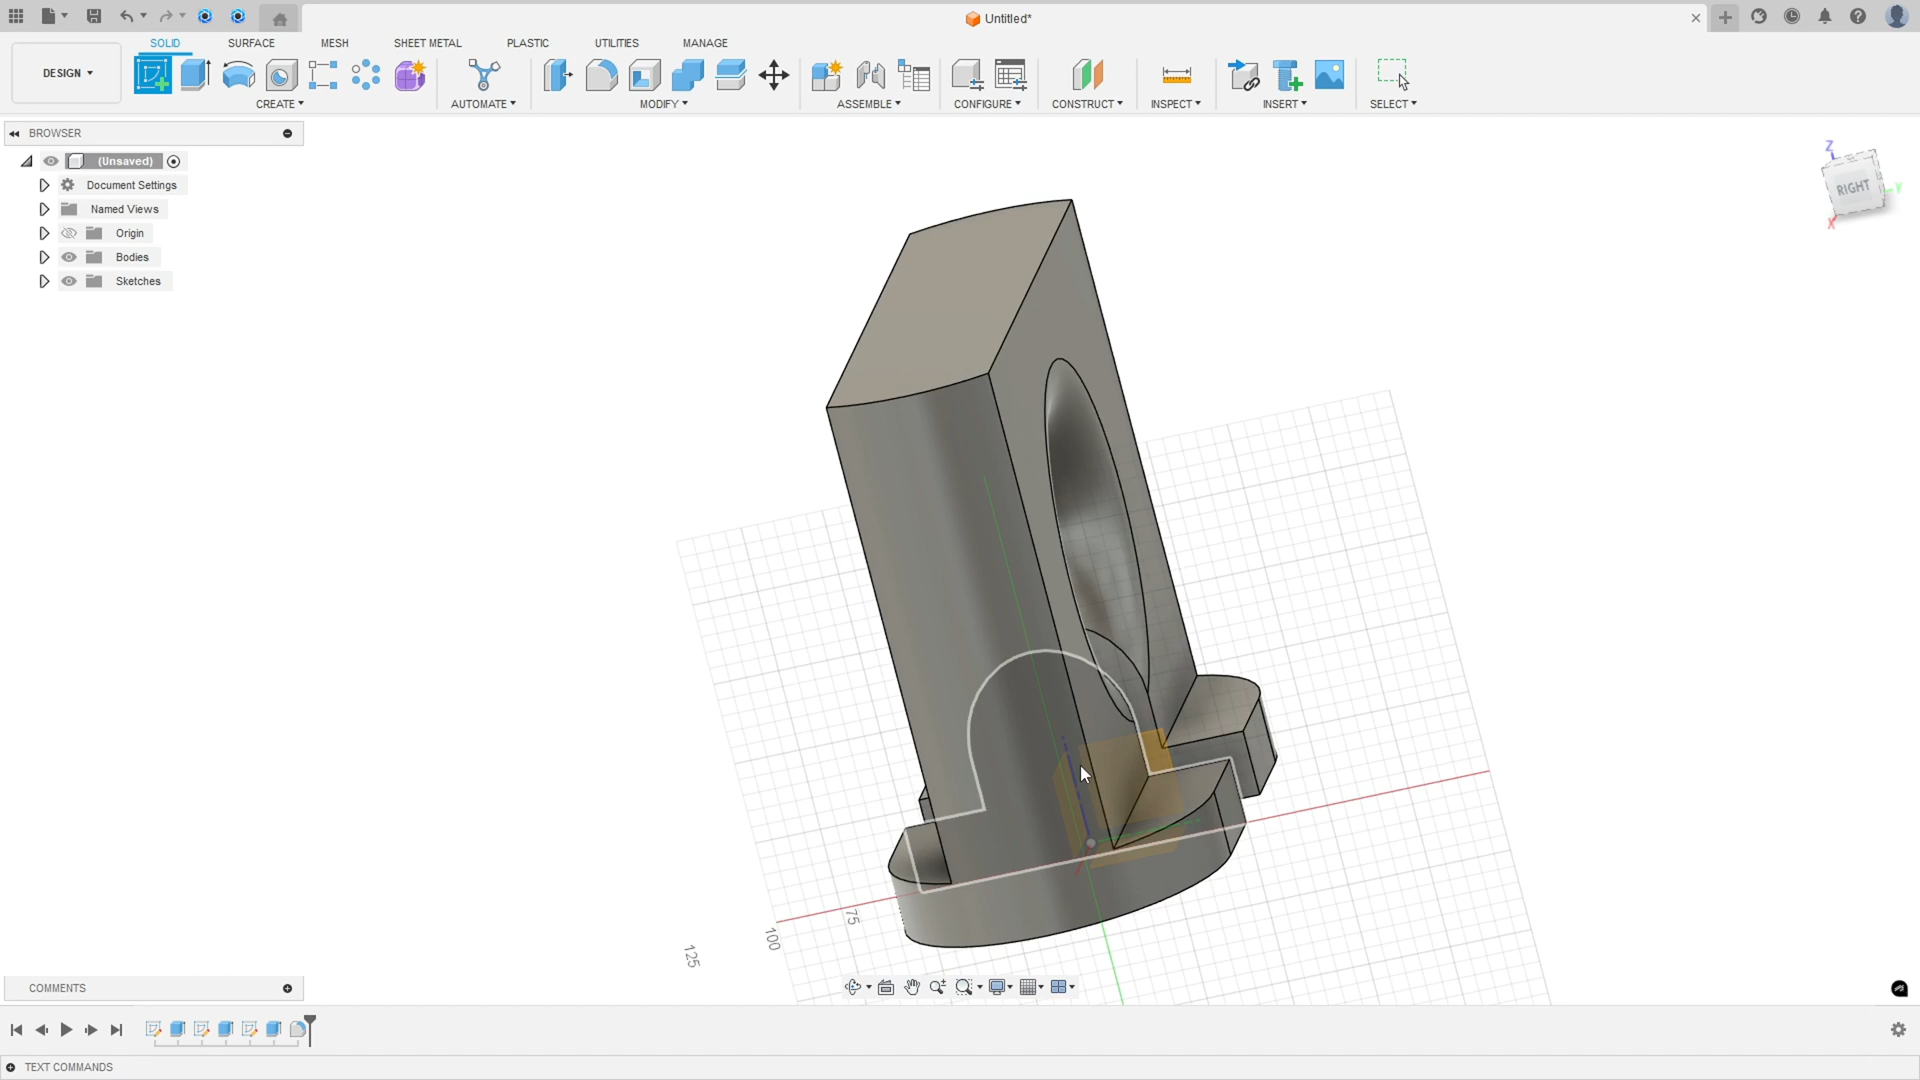 Untitled*
SOLID SURFACE MESH SHEET METAL PLASTIC UTILITIES MANAGE
DESIGN
CREATE AUTOMATE MODIFY ASSEMBLE CONFIGURE CONSTRUCT INSPECT INSERT SELECT
BROWSER
(Unsaved)
Document Settings
Named Views
Origin
Bodies
Sketches
Z
RIGHT
Y
X
75
100
125
COMMENTS
TEXT COMMANDS